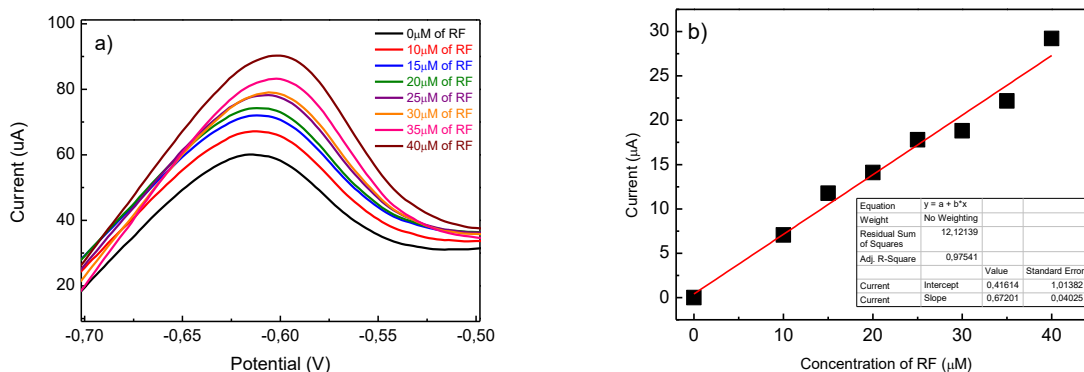 a)
100
80
60
40
20
Current (uA)
0μM of RF
10μM of RF
15μM of RF
20μM of RF
25μM of RF
30μM of RF
35μM of RF
40μM of RF
-0,70 -0,65 -0,60 -0,55 -0,50
Potential (V)
b)
30
25
20
15
10
5
0
Current (μA)
Equation y = a + b*x
Weight No Weighting
Residual Sum
of Squares 12,12139
Adj. R-Square 0,97541
Value Standard Error
Current Intercept 0,41614 1,01382
Current Slope 0,67201 0,04025
0 10 20 30 40
Concentration of RF (μM)